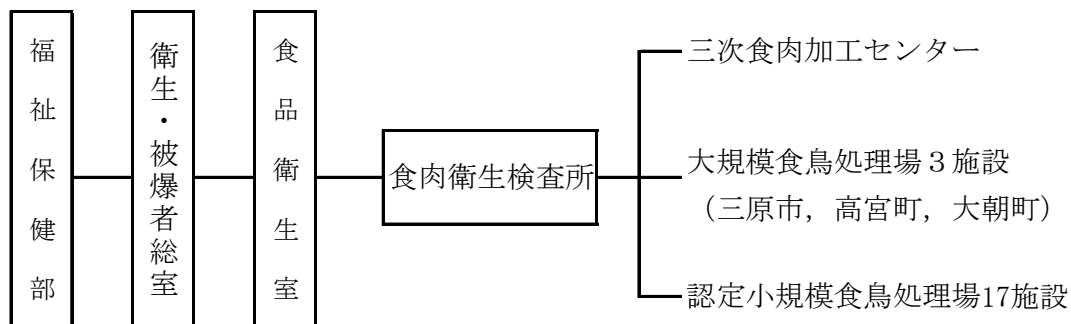 福祉保健部
衛生・被爆者総室
食品衛生室
食肉衛生検査所
三次食肉加工センター
大規模食鳥処理場３施設
（三原市，高宮町，大朝町）
認定小規模食鳥処理場17施設